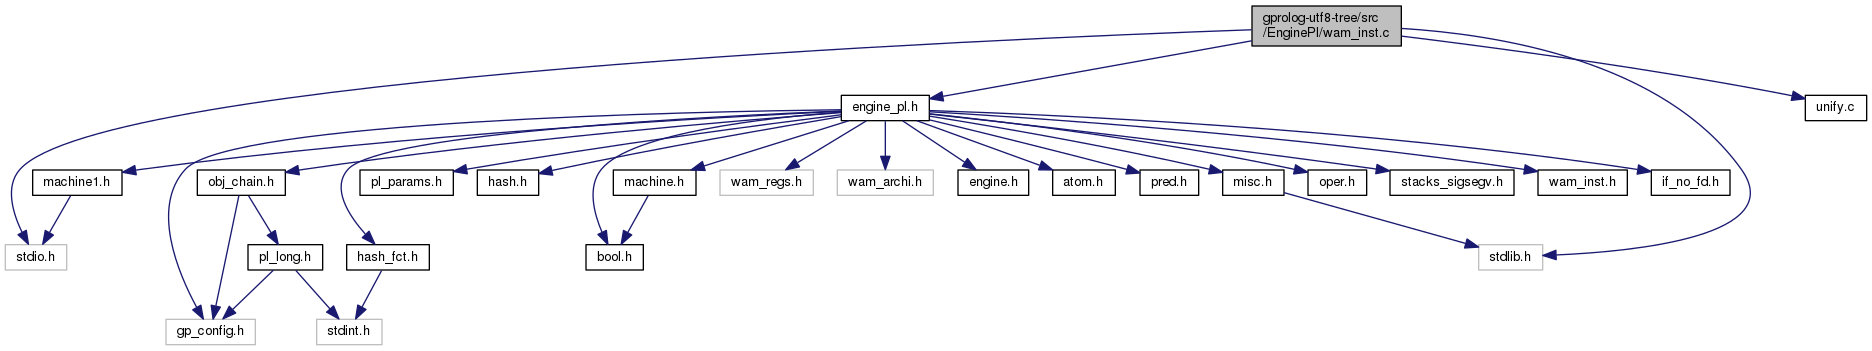 gprolog-utf8-tree/src
/EnginePl/wam_inst.c
engine_pl.h
unify.c
machine1.h
obj_chain.h
pl_params.h
hash.h
machine.h
wam_regs.h
wam_archi.h
engine.h
atom.h
pred.h
misc.h
oper.h
stacks_sigsegv.h
wam_inst.h
if_no_fd.h
stdio.h
pl_long.h
hash_fct.h
bool.h
stdlib.h
gp_config.h
stdint.h